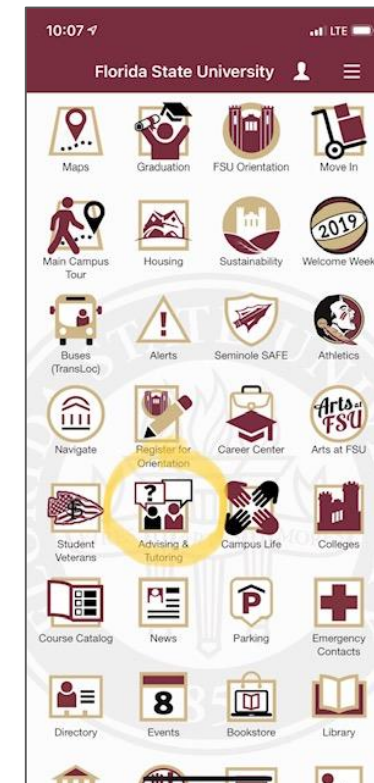 10:07
LTE
Florida State University
Maps
Graduation
FSU Orientation
Move In
2019
Main Campus
Tour
Housing
Sustainability
Welcome Week
Buses
(TransLoc)
Alerts
Seminole SAFE
Athletics
Arts at
FSU
Navigate
Register for
Orientation
Career Center
Arts at FSU
?
Student
Veterans
Advising &
Tutoring
Campus Life
Colleges
P
Course Catalog
News
Parking
Emergency
Contacts
8
Directory
Events
Bookstore
Library